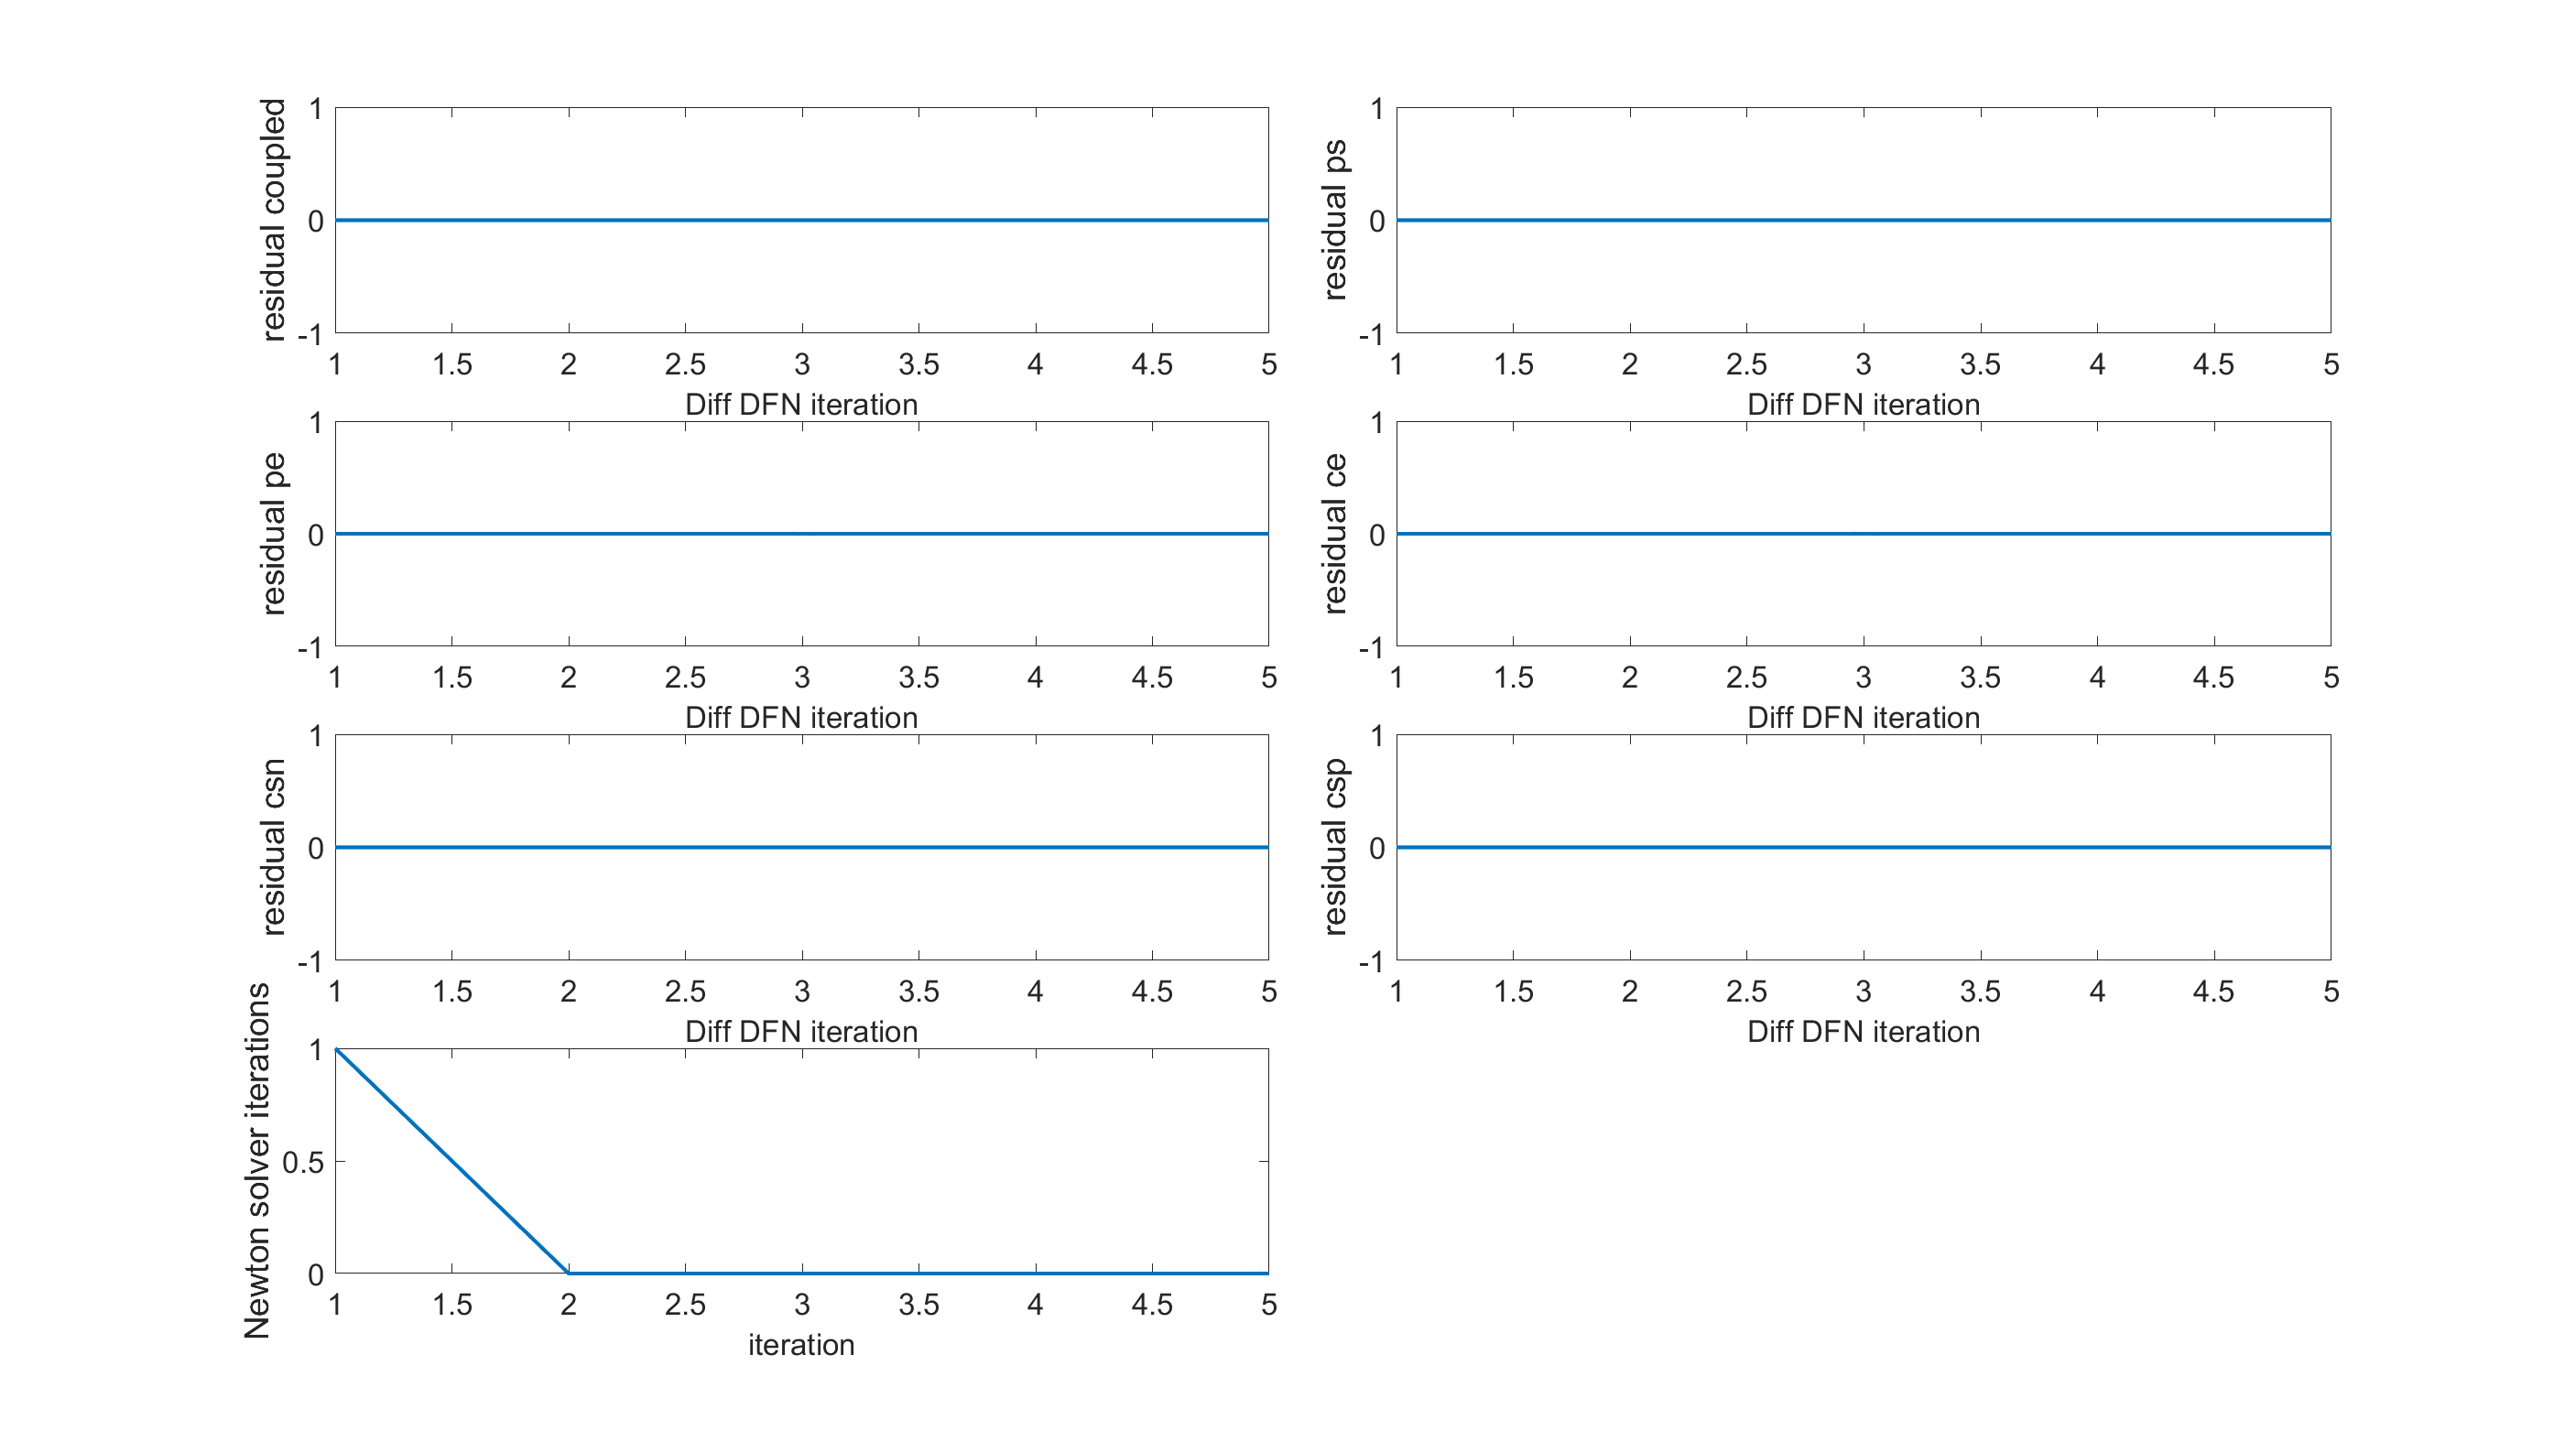 residual coupled
1
0
-1
1 1.5 2 2.5 3 3.5 4 4.5 5
Diff DFN iteration
residual ps
1
0
-1
1 1.5 2 2.5 3 3.5 4 4.5 5
Diff DFN iteration
residual pe
1
0
-1
1 1.5 2 2.5 3 3.5 4 4.5 5
Diff DFN iteration
residual ce
1
0
-1
1 1.5 2 2.5 3 3.5 4 4.5 5
Diff DFN iteration
residual csn
1
0
-1
1 1.5 2 2.5 3 3.5 4 4.5 5
Diff DFN iteration
residual csp
1
0
-1
1 1.5 2 2.5 3 3.5 4 4.5 5
Diff DFN iteration
Newton solver iterations
1
0.5
0
1 1.5 2 2.5 3 3.5 4 4.5 5
iteration